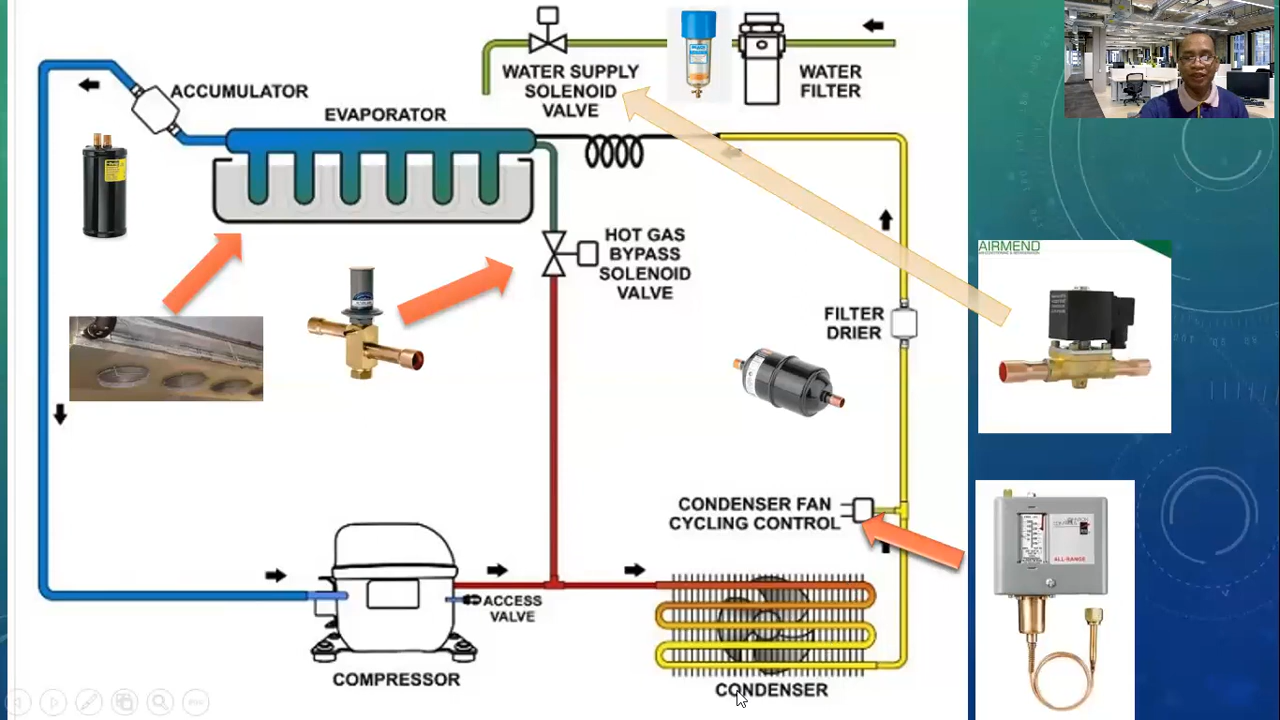 WATER SUPPLY
SOLENOID
VALVE
WATER
FILTER
ACCUMULATOR
EVAPORATOR
HOT GAS
BYPASS
SOLENOID
VALVE
AIRMEND
FILTER
DRIER
CONDENSER FAN
CYCLING CONTROL
ALL-RANGE
ACCESS
VALVE
COMPRESSOR
CONDENSER